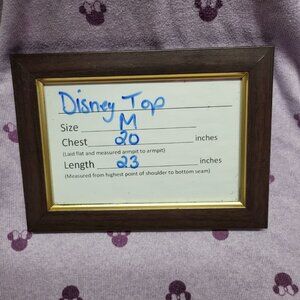 Disney Top
Size M
Chest 20 inches
(Laid flat and measured armpit to armpit)
Length 23 inches
(Measured from highest point of shoulder to bottom seam)